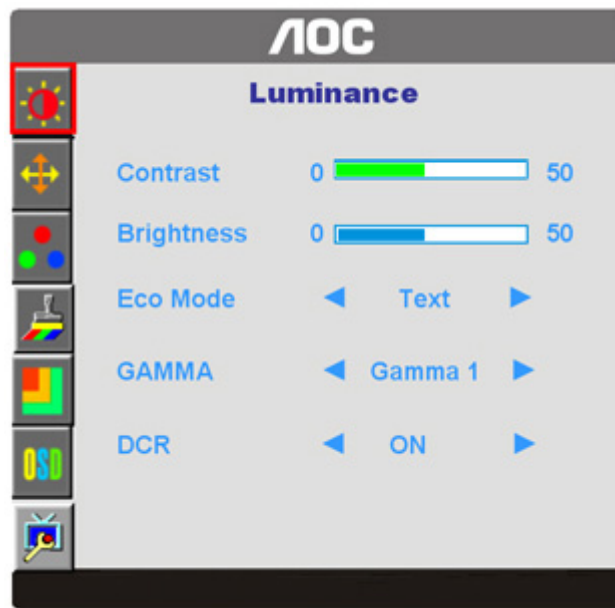 AOC
Luminance
Contrast 0 50
Brightness 0 50
Eco Mode Text
GAMMA Gamma 1
DCR ON
OSD